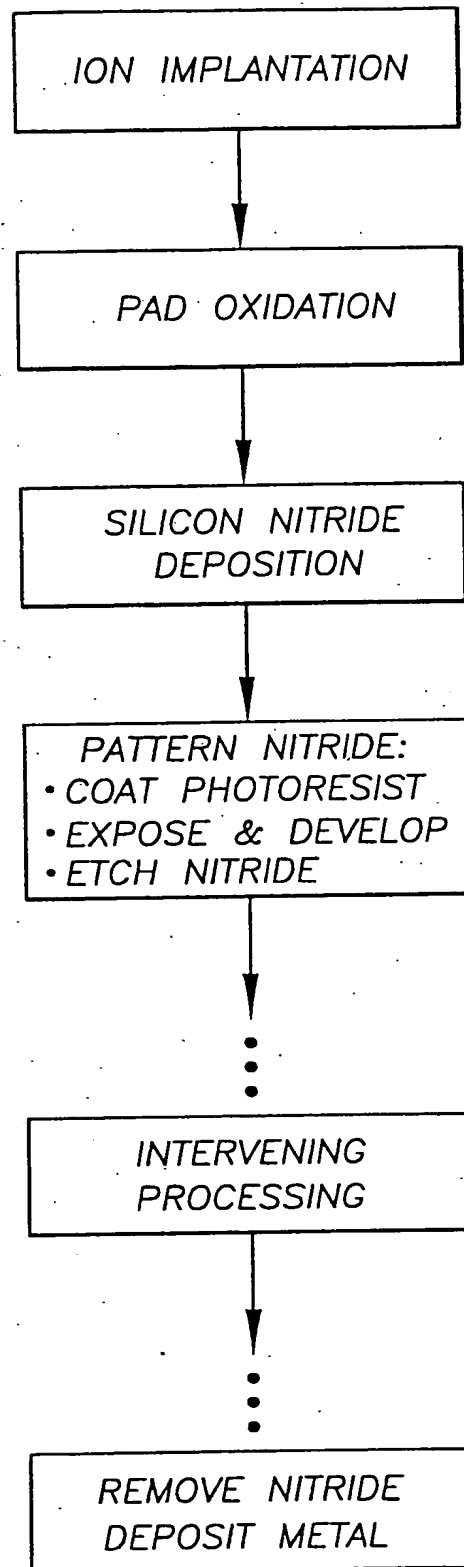 ION IMPLANTATION
PAD OXIDATION
SILICON NITRIDE
DEPOSITION
PATTERN NITRIDE:
• COAT PHOTORESIST
• EXPOSE & DEVELOP
• ETCH NITRIDE
INTERVENING
PROCESSING
REMOVE NITRIDE
DEPOSIT METAL